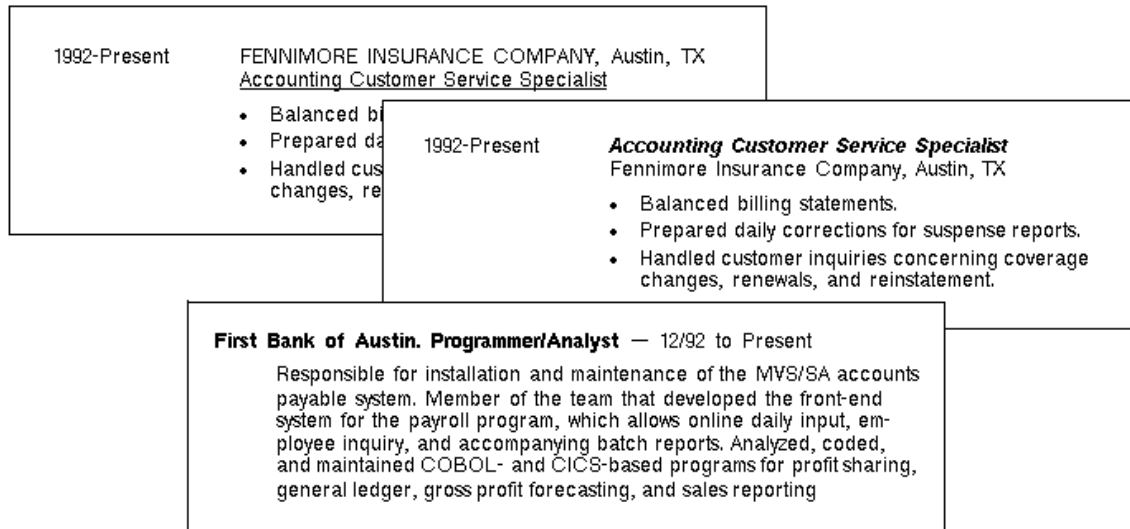 1992-Present FENNIMORE INSURANCE COMPANY, Austin, TX
Accounting Customer Service Specialist
• Balanced
• Prepared
• Handled
changes,
1992-Present Accounting Customer Service Specialist
Fennimore Insurance Company, Austin, TX
• Balanced billing statements.
• Prepared daily corrections for suspense reports.
• Handled customer inquiries concerning coverage
changes, renewals, and reinstatement.
First Bank of Austin. Programmer/Analyst — 12/92 to Present
Responsible for installation and maintenance of the MVS/SA accounts
payable system. Member of the team that developed the front-end
system for the payroll program, which allows online daily input, em-
ployee inquiry, and accompanying batch reports. Analyzed, coded,
and maintained COBOL- and CICS-based programs for profit sharing,
general ledger, gross profit forecasting, and sales reporting